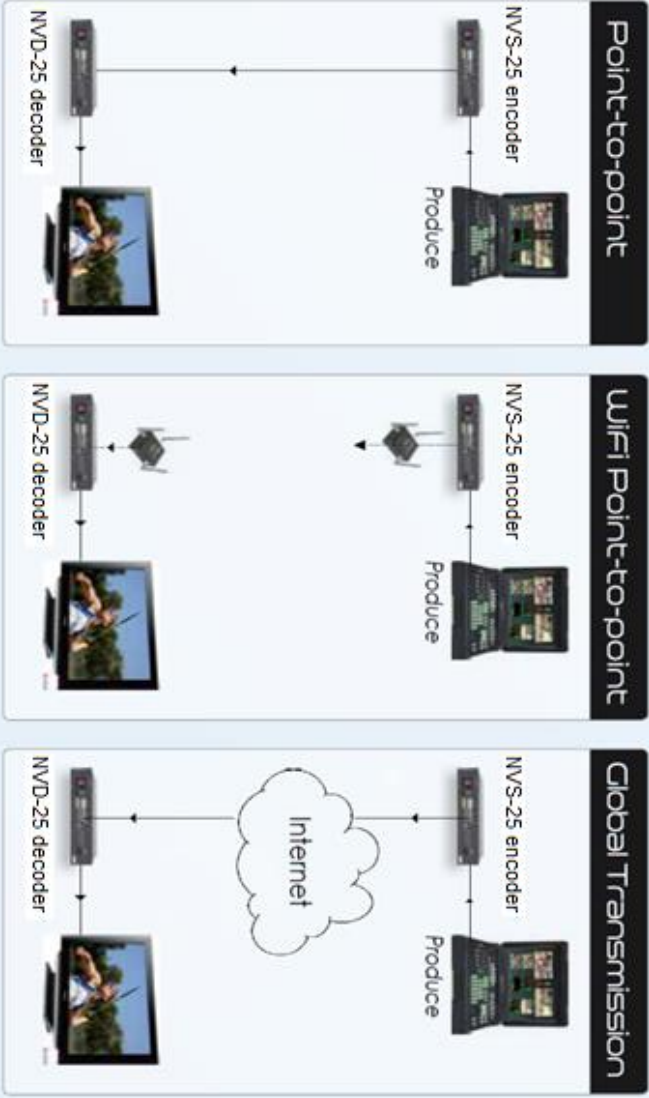 Point-to-point
NVS-25 encoder
Produce
NVD-25 decoder
WiFi Point-to-point
NVS-25 encoder
Produce
NVD-25 decoder
Global Transmission
NVS-25 encoder
Produce
Internet
NVD-25 decoder